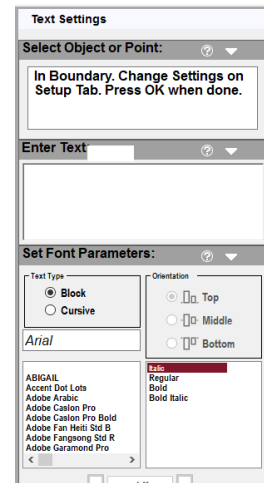 Text Settings
Select Object or Point:
In Boundary. Change Settings on
Setup Tab. Press OK when done.
Enter Text:
Set Font Parameters:
Text Type
Block
Cursive
Orientation
Top
Middle
Bottom
Arial
ABIGAIL
Accent Dot Lots
Adobe Arabic
Adobe Caslon Pro
Adobe Caslon Pro Bold
Adobe Fan Heiti Std B
Adobe Fangsong Std R
Adobe Garamond Pro
Italic
Regular
Bold
Bold Italic